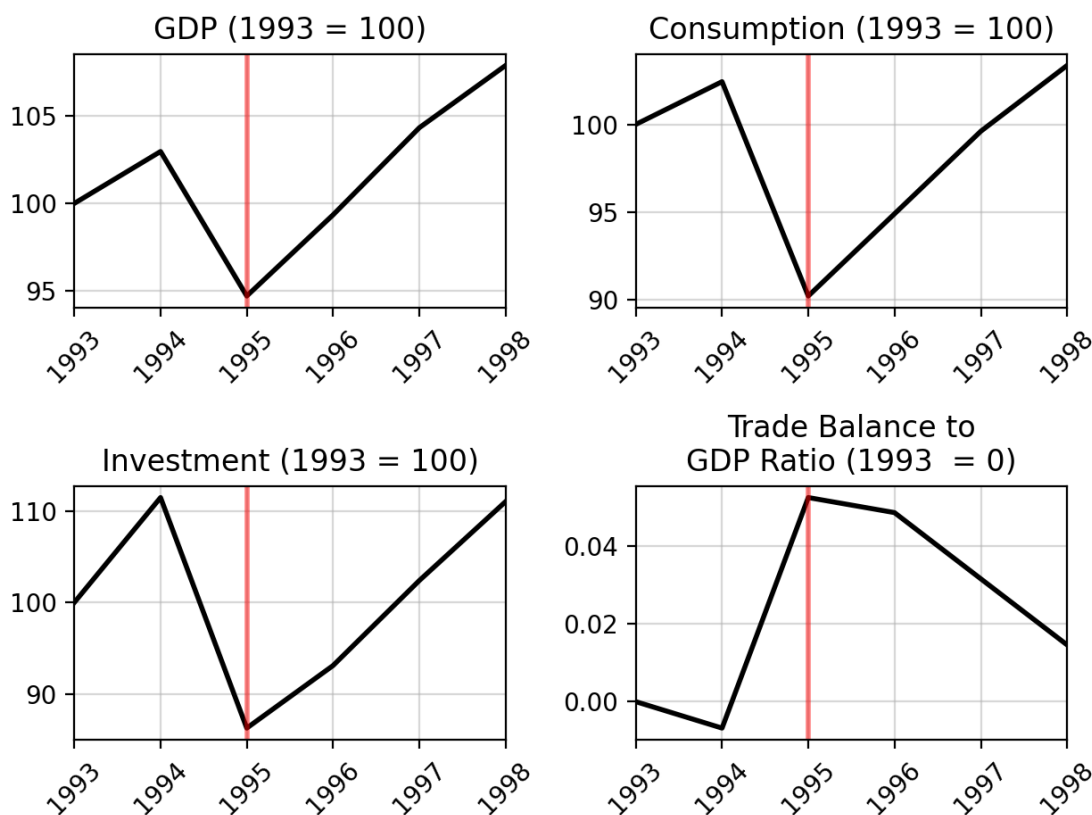 GDP (1993 = 100)
105
100
95
1993 1994 1995 1996 1997 1998
Consumption (1993 = 100)
100
95
90
1993 1994 1995 1996 1997 1998
Investment (1993 = 100)
110
100
90
1993 1994 1995 1996 1997 1998
Trade Balance to
GDP Ratio (1993  = 0)
0.04
0.02
0.00
1993 1994 1995 1996 1997 1998